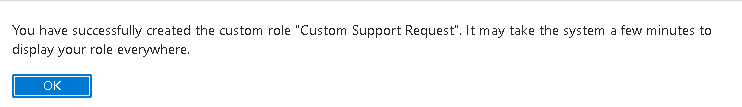 You have successfully created the custom role "Custom Support Request". It may take the system a few minutes to
display your role everywhere.
OK